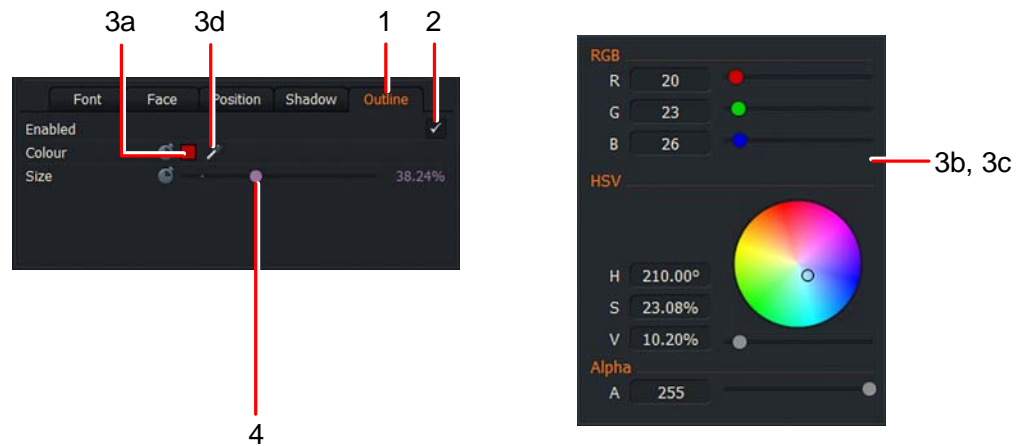 3a 3d 1 2
Font Face Position Shadow Outline
Enabled
Colour
Size 38.24%
4
RGB
R 20
G 23
B 26
3b, 3c
HSV
H 210.00º
S 23.08%
V 10.20%
Alpha
A 255